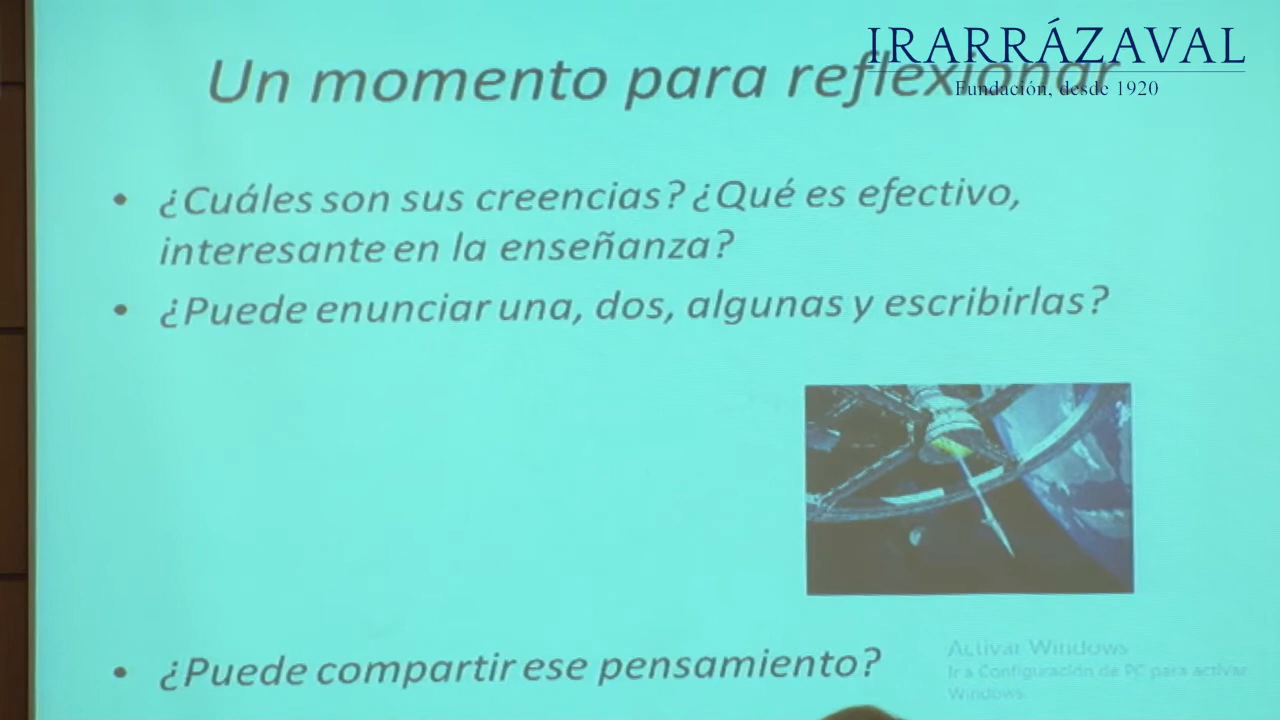 IRARRÁZAVAL
Fundación, desde 1920
Un momento para reflexionar
• ¿Cuáles son sus creencias? ¿Qué es efectivo,
interesante en la enseñanza?
• ¿Puede enunciar una, dos, algunas y escribirlas?
• ¿Puede compartir ese pensamiento?
Activar Windows
Ir a Configuración de PC para activar
Windows.